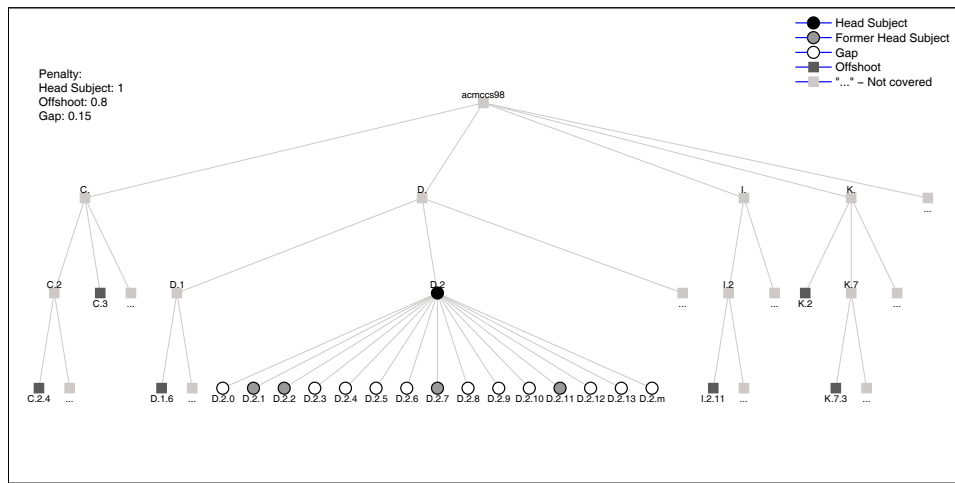 Head Subject
Former Head Subject
Gap
Offshoot
"..." – Not covered
Penalty:
Head Subject: 1
Offshoot: 0.8
Gap: 0.15
acmccs98
C. D. I. K. ...
C.2 C.3 ... D.1 D.2 ... I.2 ... K.2 K.7 ...
C.2.4 ... D.1.6 ... D.2.0 D.2.1 D.2.2 D.2.3 D.2.4 D.2.5 D.2.6 D.2.7 D.2.8 D.2.9 D.2.10 D.2.11 D.2.12 D.2.13 D.2.m I.2.11 ... K.7.3 ...